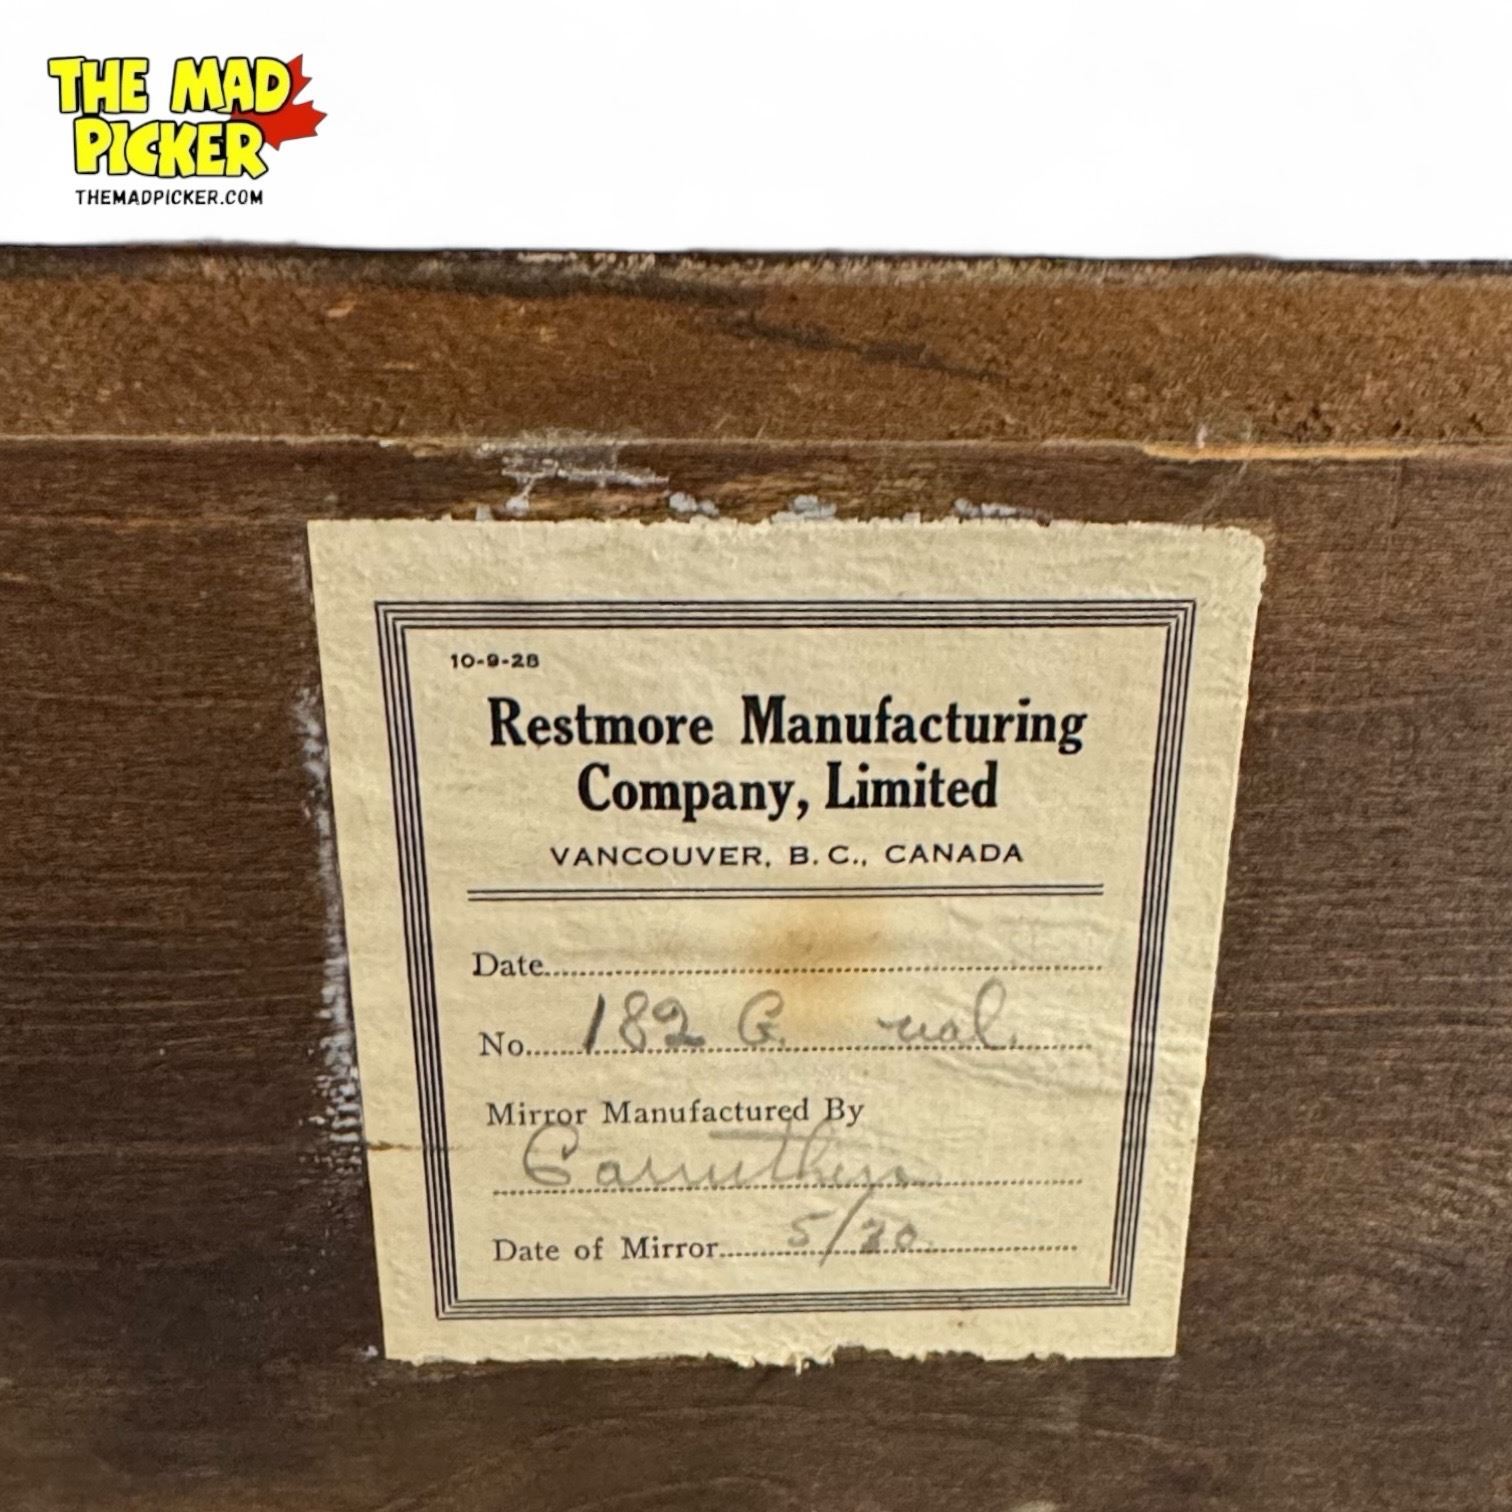 THE MAD
PICKER
THEMADPICKER.COM
10-9-28
Restmore Manufacturing
Company, Limited
VANCOUVER, B. C., CANADA
Date
No. 182 G.
Mirror Manufactured By
Carruthers
Date of Mirror 5/30